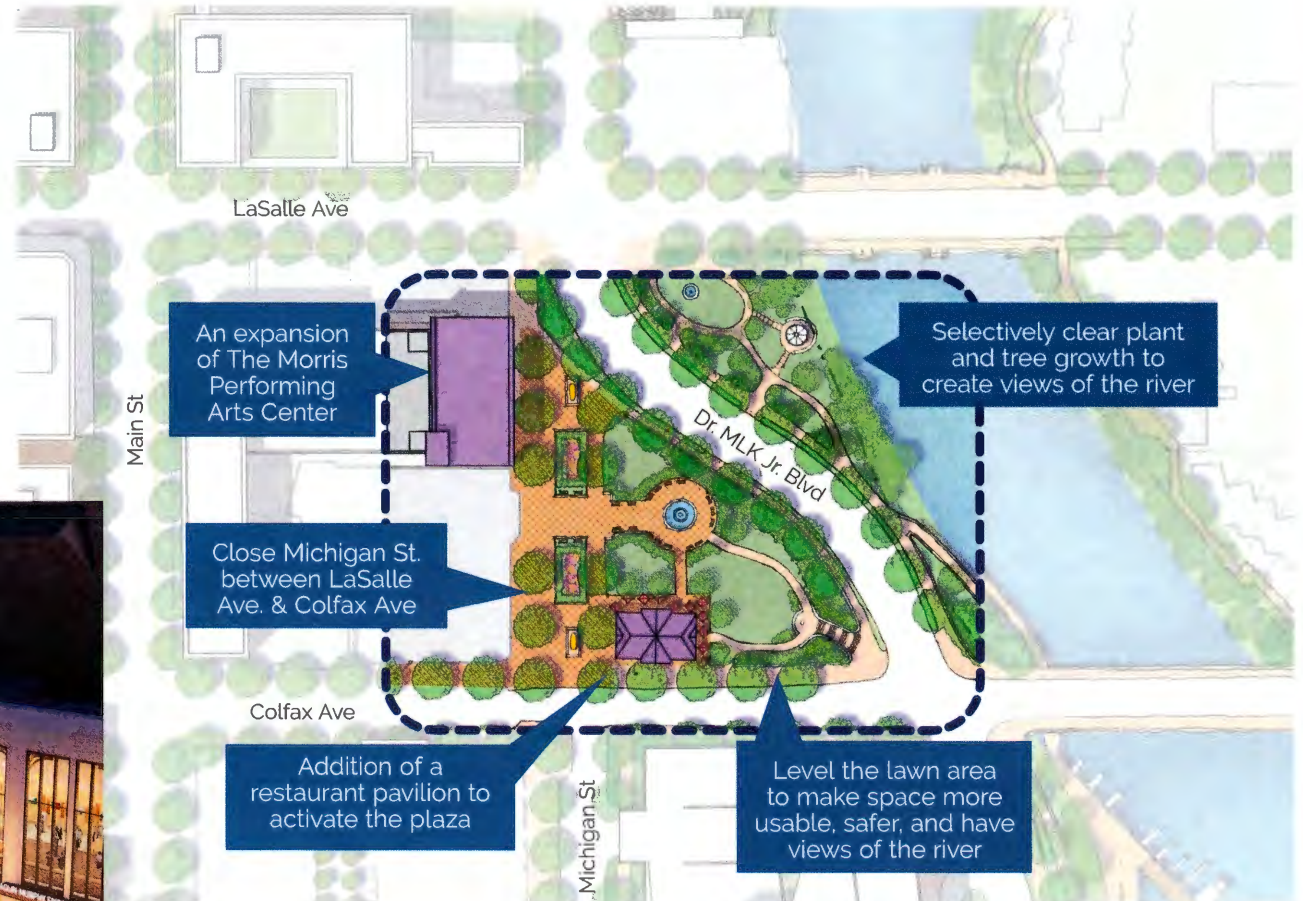 LaSalle Ave
An expansion
of The Morris
Performing
Arts Center
Selectively clear plant
and tree growth to
create views of the river
Main St
Dr. MLK Jr. Blvd
Close Michigan St.
between LaSalle
Ave. & Colfax Ave
Colfax Ave
Addition of a
restaurant pavilion to
activate the plaza
Michigan St
Level the lawn area
to make space more
usable, safer, and have
views of the river